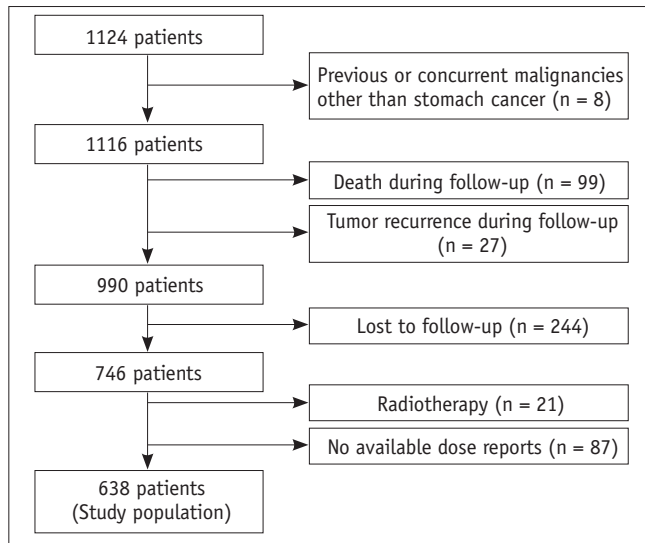 1124 patients
Previous or concurrent malignancies
other than stomach cancer (n = 8)
1116 patients
Death during follow-up (n = 99)
Tumor recurrence during follow-up
(n = 27)
990 patients
Lost to follow-up (n = 244)
746 patients
Radiotherapy (n = 21)
No available dose reports (n = 87)
638 patients
(Study population)